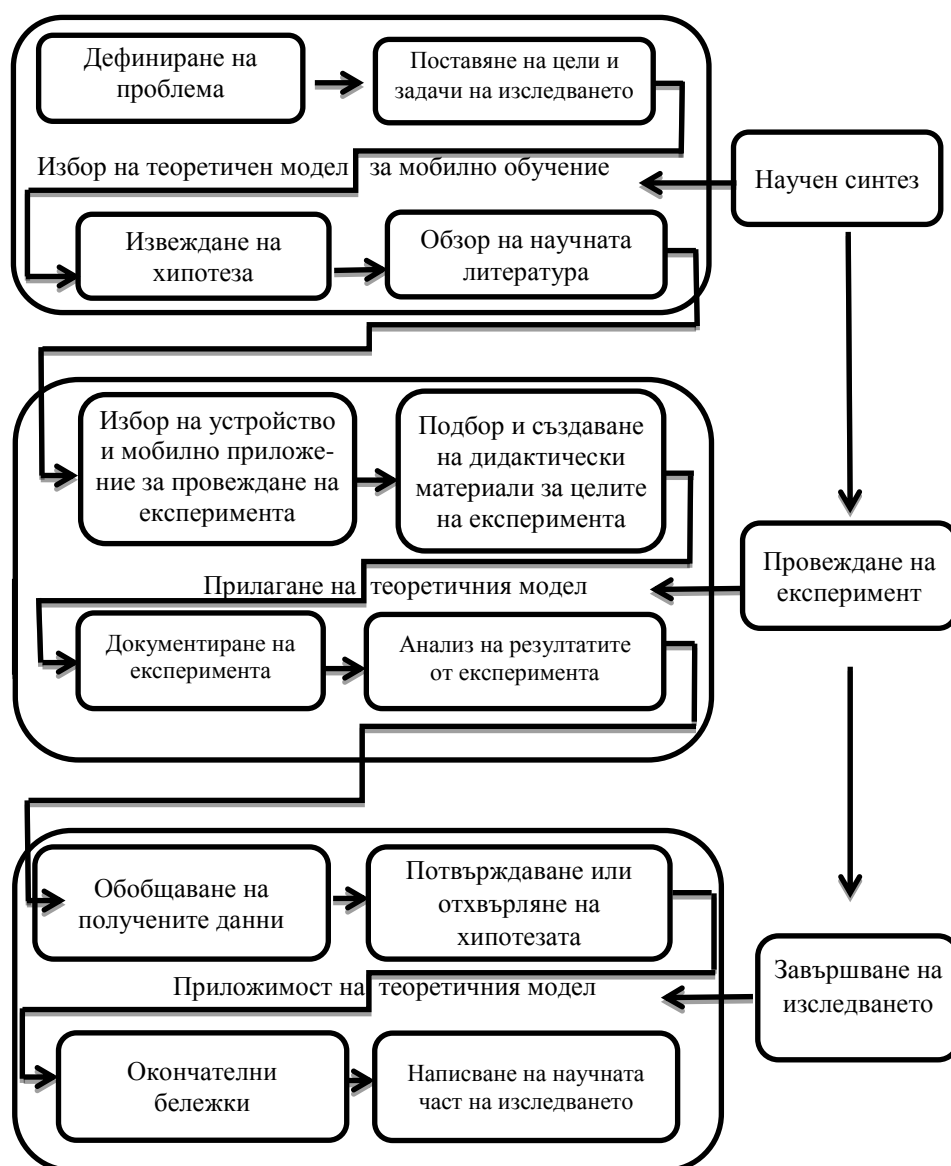 Дефиниране на
проблема
Поставяне на цели и
задачи на изследването
Избор на теоретичен модел за мобилно обучение
Научен синтез
Извеждане на
хипотеза
Обзор на научната
литература
Избор на устройство
и мобилно приложе-
ние за провеждане на
експеримента
Подбор и създаване
на дидактически
материали за целите
на експеримента
Прилагане на теоретичния модел
Провеждане на
експеримент
Документиране на
експеримента
Анализ на резултатите
от експеримента
Обобщаване на
получените данни
Потвърждаване или
отхвърляне на
хипотезата
Приложимост на теоретичния модел
Завършване на
изследването
Окончателни
бележки
Написване на научната
част на изследването